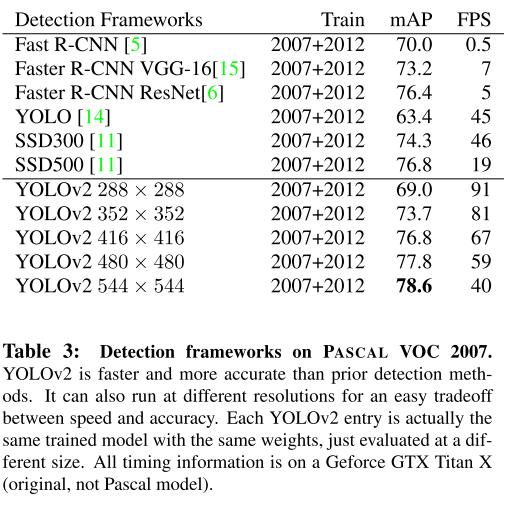 Detection Frameworks Train mAP FPS
Fast R-CNN [5] 2007+2012 70.0 0.5
Faster R-CNN VGG-16[15] 2007+2012 73.2 7
Faster R-CNN ResNet[6] 2007+2012 76.4 5
YOLO [14] 2007+2012 63.4 45
SSD300 [11] 2007+2012 74.3 46
SSD500 [11] 2007+2012 76.8 19
YOLOv2 288 × 288 2007+2012 69.0 91
YOLOv2 352 × 352 2007+2012 73.7 81
YOLOv2 416 × 416 2007+2012 76.8 67
YOLOv2 480 × 480 2007+2012 77.8 59
YOLOv2 544 × 544 2007+2012 78.6 40
Table 3: Detection frameworks on PASCAL VOC 2007.
YOLOv2 is faster and more accurate than prior detection meth-
ods. It can also run at different resolutions for an easy tradeoff
between speed and accuracy. Each YOLOv2 entry is actually the
same trained model with the same weights, just evaluated at a dif-
ferent size. All timing information is on a Geforce GTX Titan X
(original, not Pascal model).